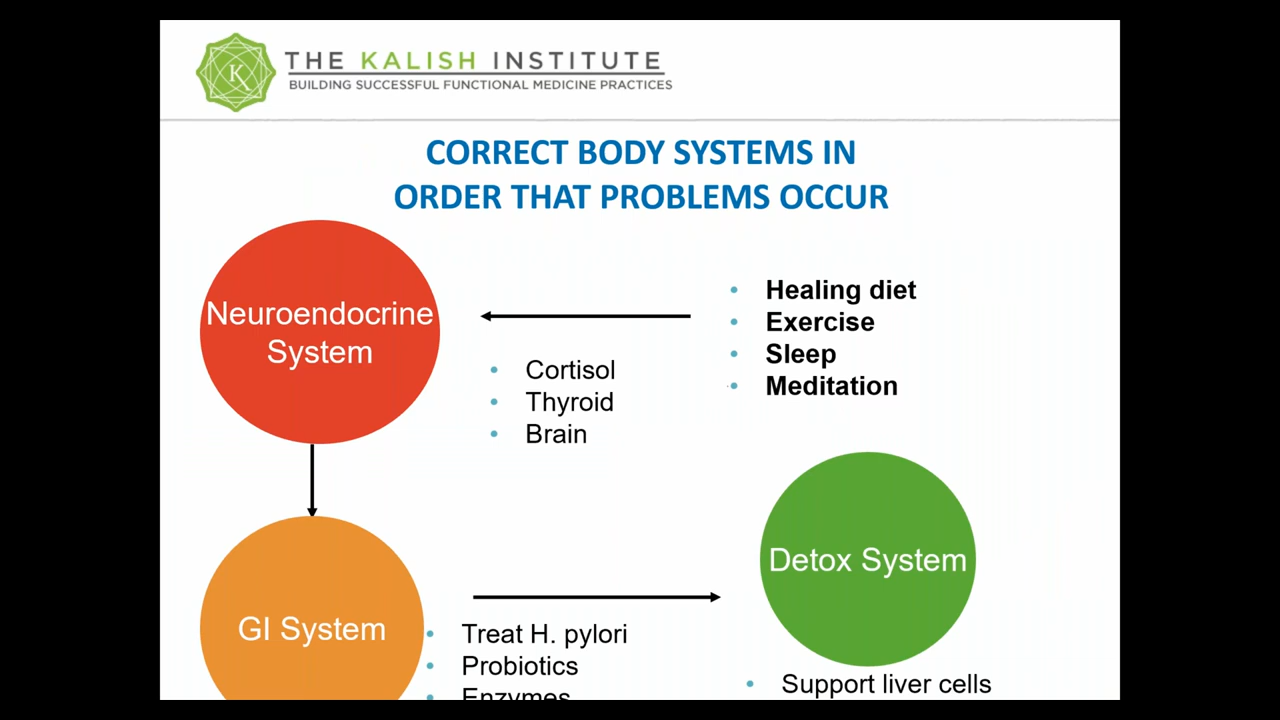 THE KALISH INSTITUTE
BUILDING SUCCESSFUL FUNCTIONAL MEDICINE PRACTICES
CORRECT BODY SYSTEMS IN
ORDER THAT PROBLEMS OCCUR
Neuroendocrine
System
• Healing diet
• Exercise
• Sleep
• Meditation
• Cortisol
• Thyroid
• Brain
Detox System
GI System
• Treat H. pylori
• Probiotics
Enzymes
• Support liver cells